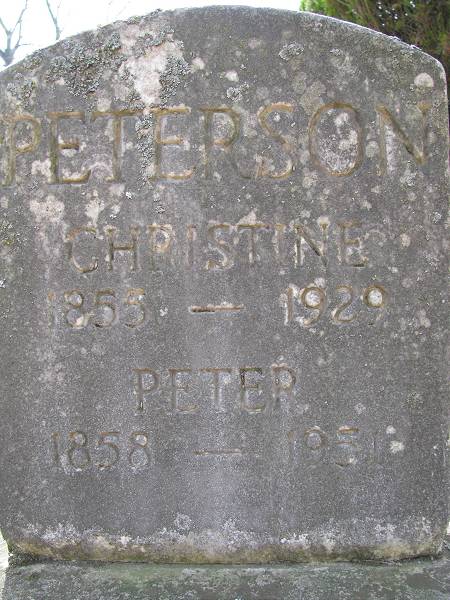 PETERSON
CHRISTINE
1855 — 1929
PETER
1858 — 1951